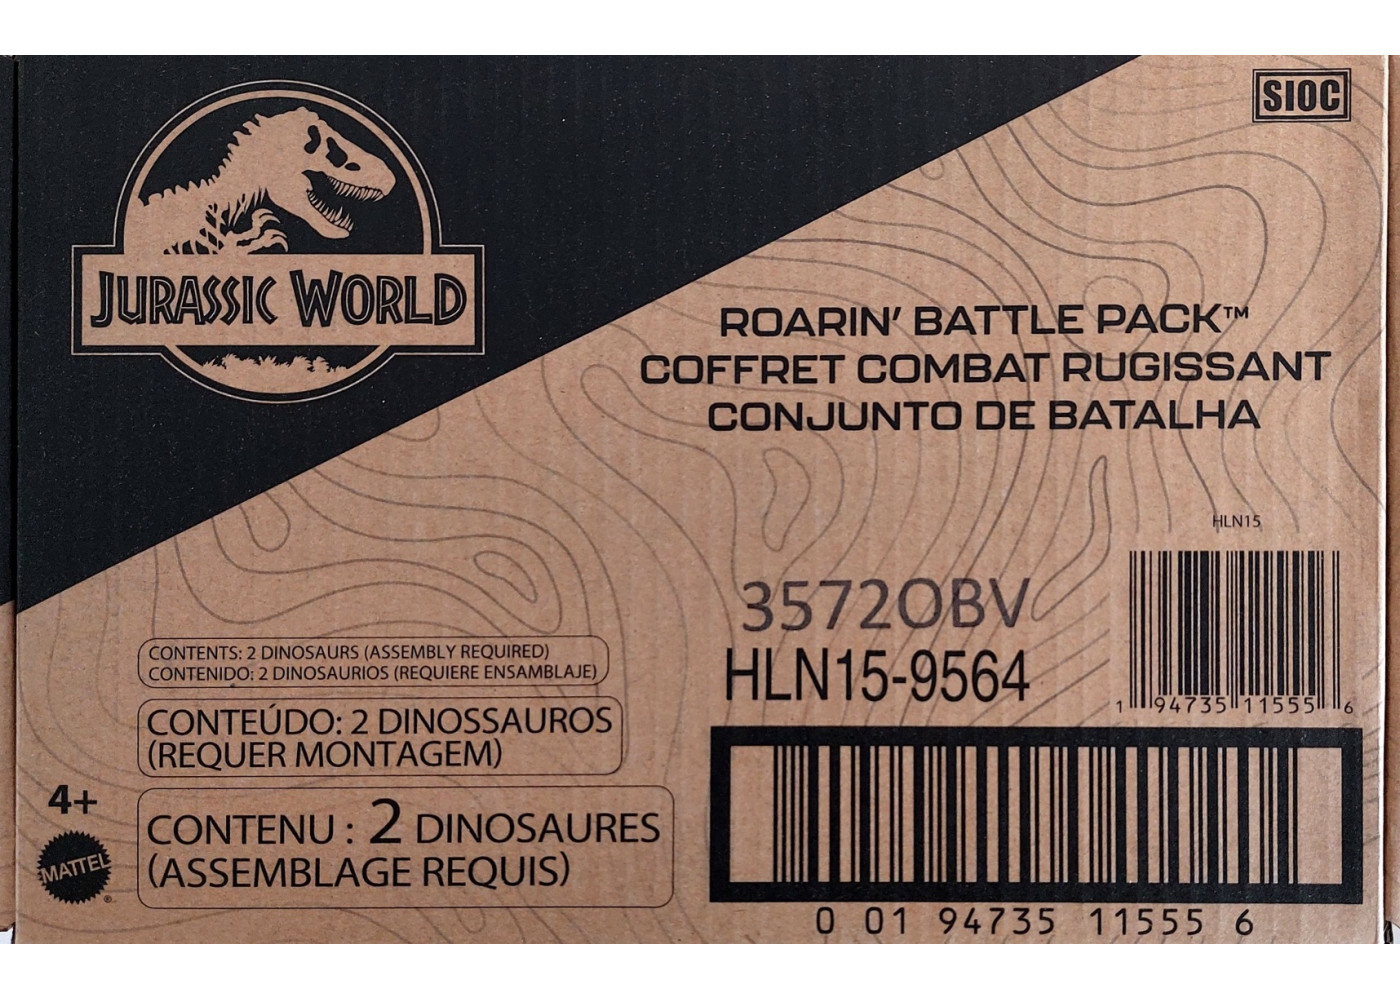 SIOC
JURASSIC WORLD
ROARIN' BATTLE PACK™
COFFRET COMBAT RUGISSANT
CONJUNTO DE BATALHA
HLN15
3572OBV
HLN15-9564
1 94735 11555 6
CONTENTS: 2 DINOSAURS (ASSEMBLY REQUIRED)
CONTENIDO: 2 DINOSAURIOS (REQUIERE ENSAMBLAJE)
CONTEÚDO: 2 DINOSSAUROS
(REQUER MONTAGEM)
4+
MATTEL®
CONTENU : 2 DINOSAURES
(ASSEMBLAGE REQUIS)
0 01 94735 11555 6